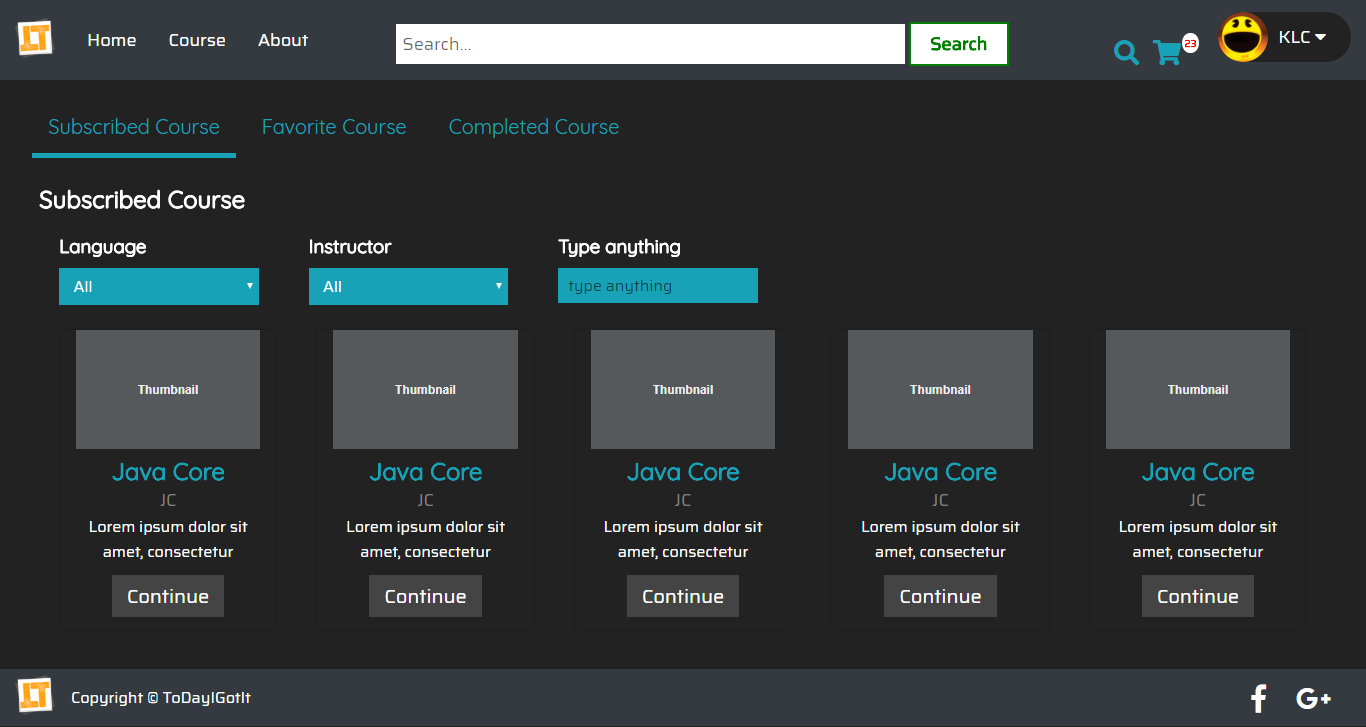 LT
Home Course About
Search...
Search
23
KLC
Subscribed Course Favorite Course Completed Course
Subscribed Course
Language Instructor Type anything
All All type anything
Thumbnail Thumbnail Thumbnail Thumbnail Thumbnail
Java Core Java Core Java Core Java Core Java Core
JC JC JC JC JC
Lorem ipsum dolor sit Lorem ipsum dolor sit Lorem ipsum dolor sit Lorem ipsum dolor sit Lorem ipsum dolor sit
amet, consectetur amet, consectetur amet, consectetur amet, consectetur amet, consectetur
Continue Continue Continue Continue Continue
LT
Copyright © ToDayIGotIt
G+